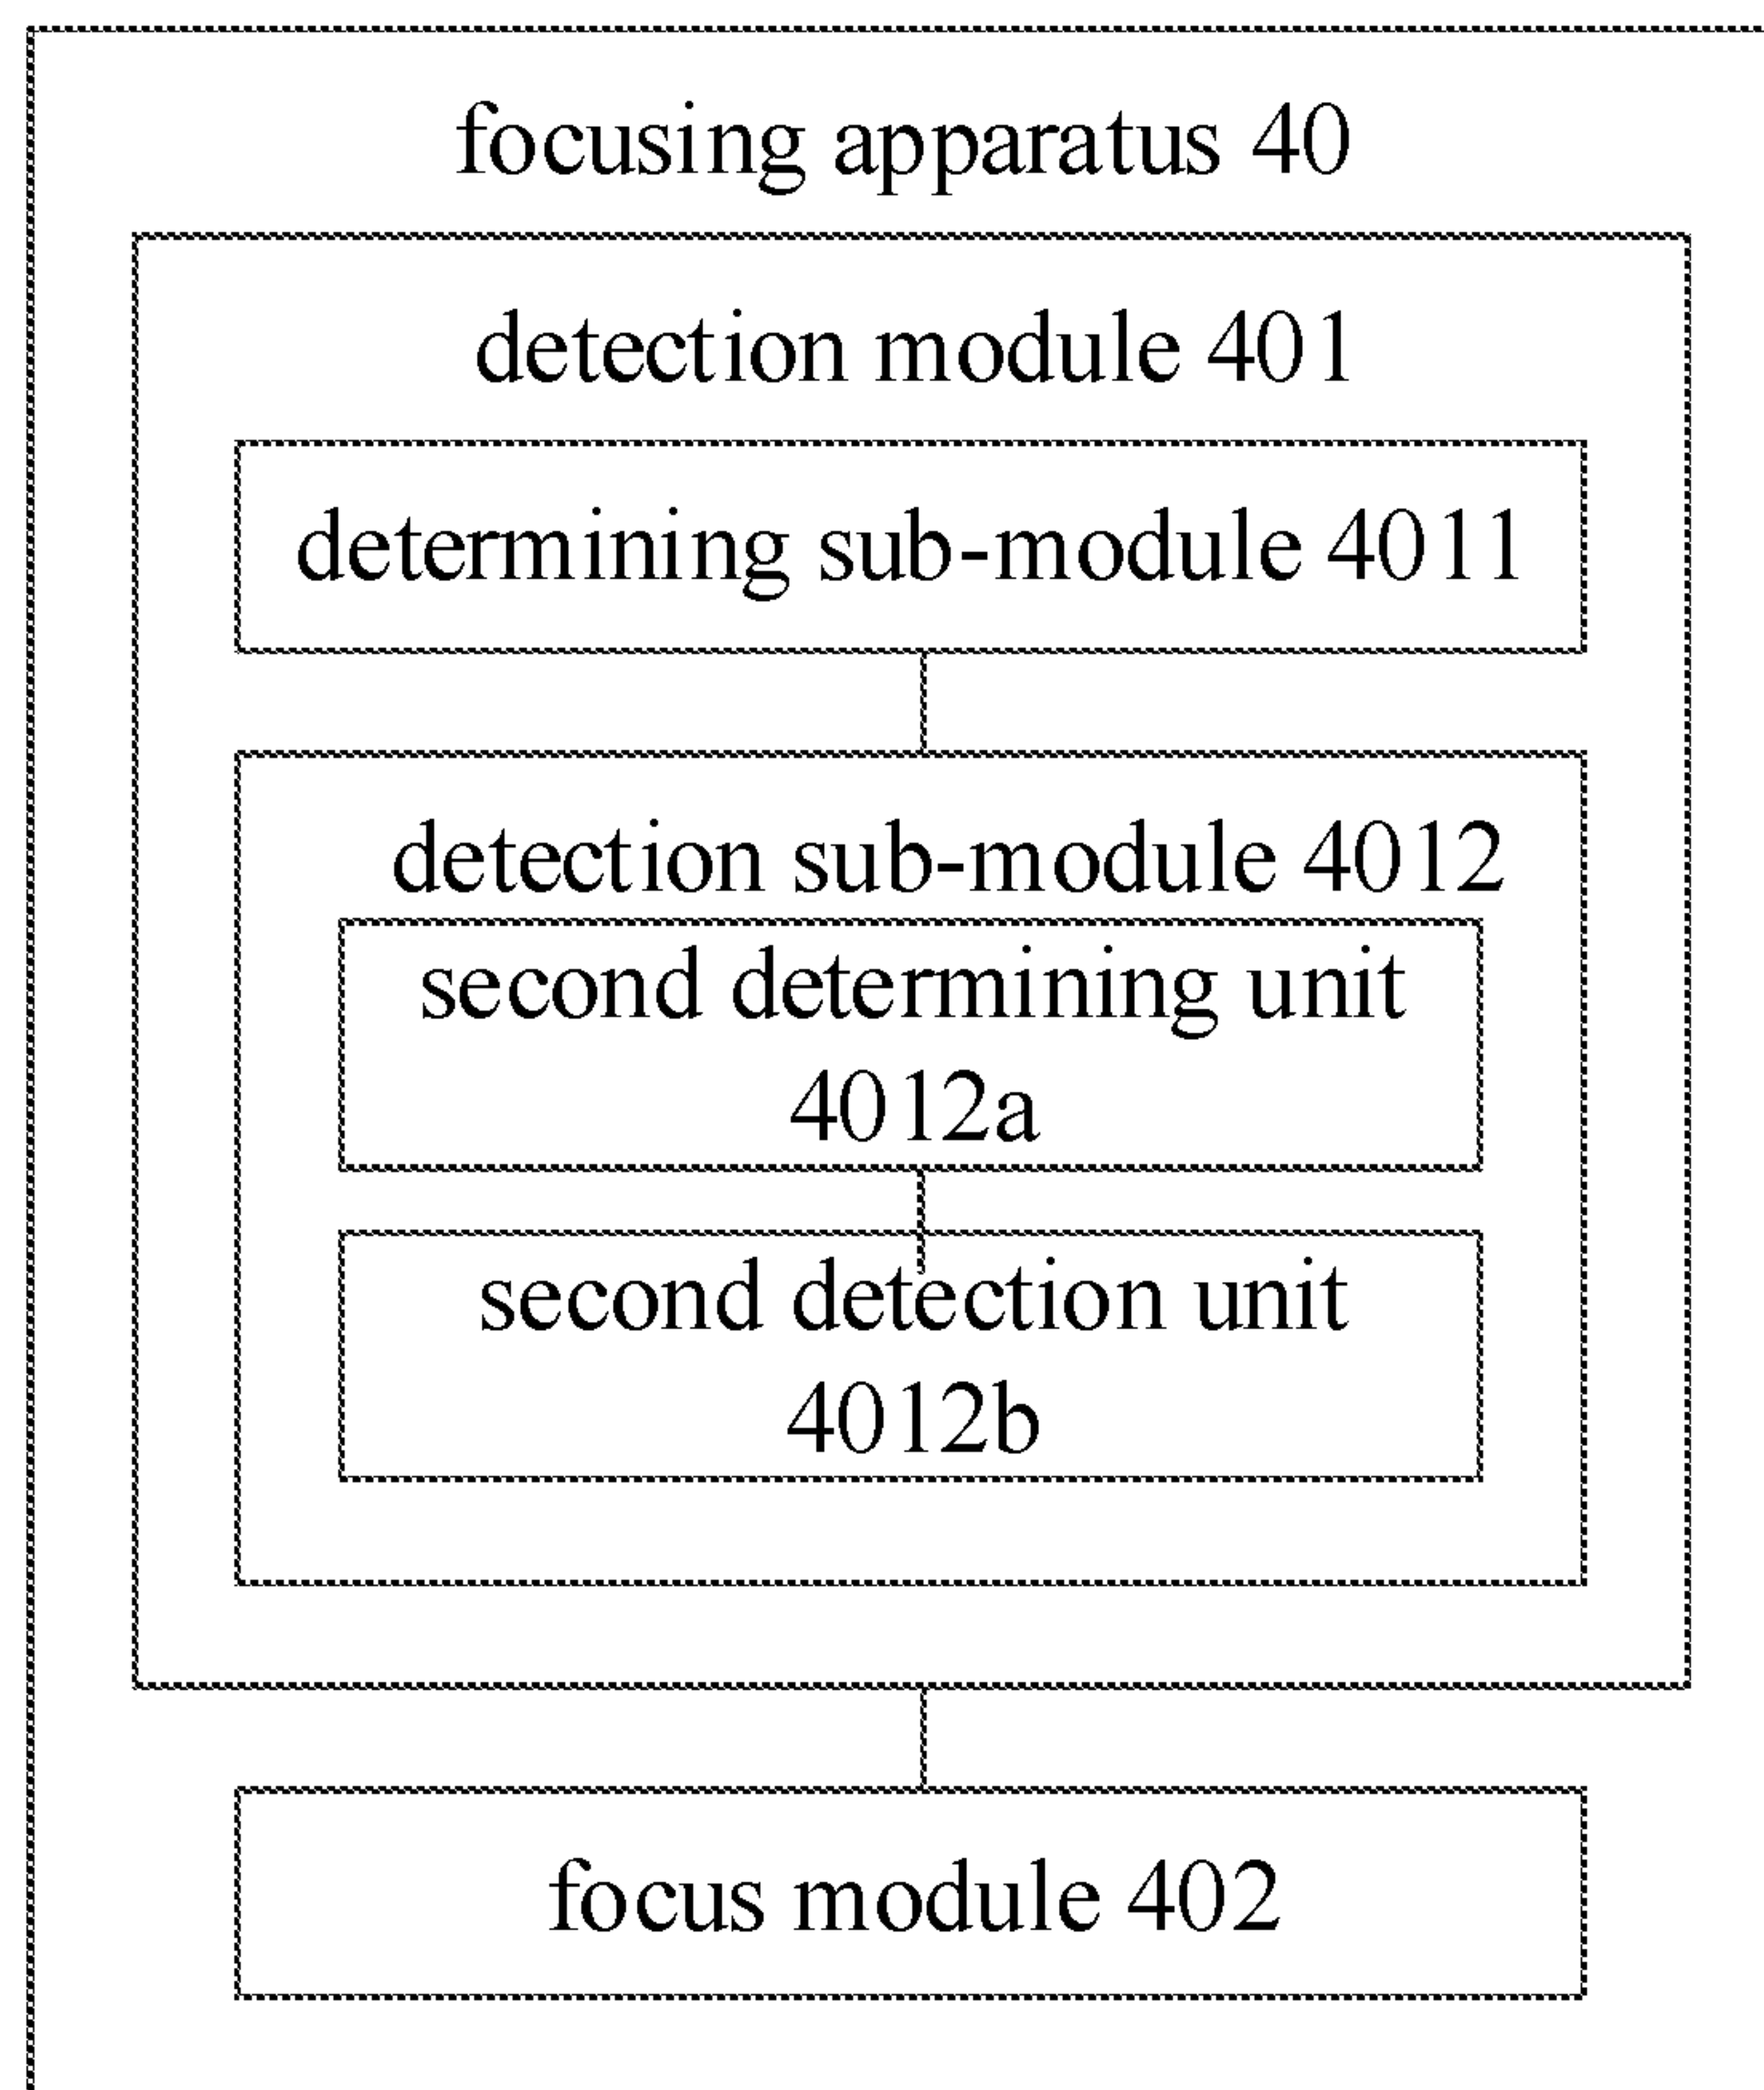 focusing apparatus 40
detection module 401
determining sub-module 4011
detection sub-module 4012
second determining unit
4012a
second detection unit
4012b
focus module 402